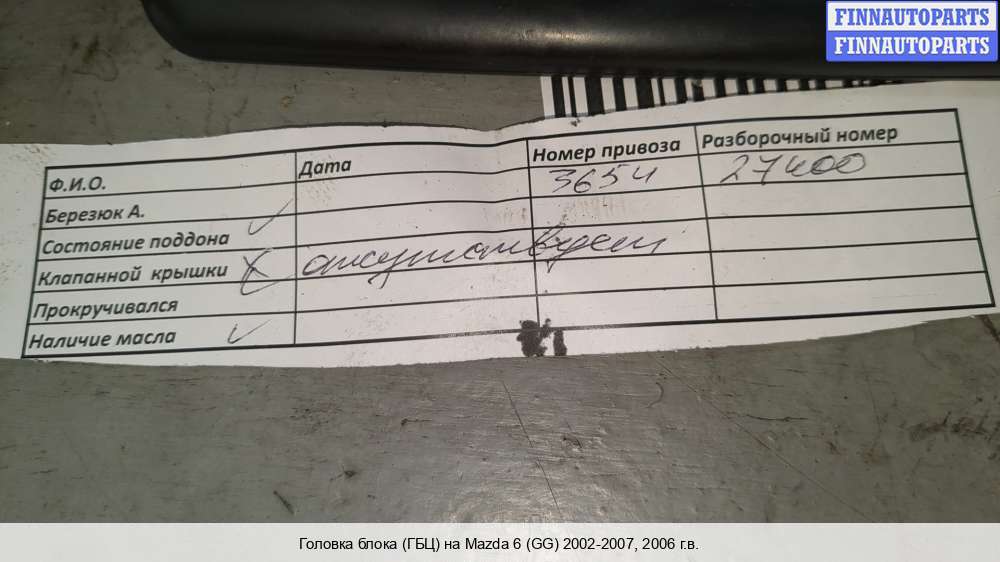 FINNAUTOPARTS
FINNAUTOPARTS
Ф.И.О. Дата Номер привоза Разборочный номер
Березюк А. 3654 27400
Состояние поддона
Клапанной крышки отсутствует
Прокручивался
Наличие масла
Головка блока (ГБЦ) на Mazda 6 (GG) 2002-2007, 2006 г.в.